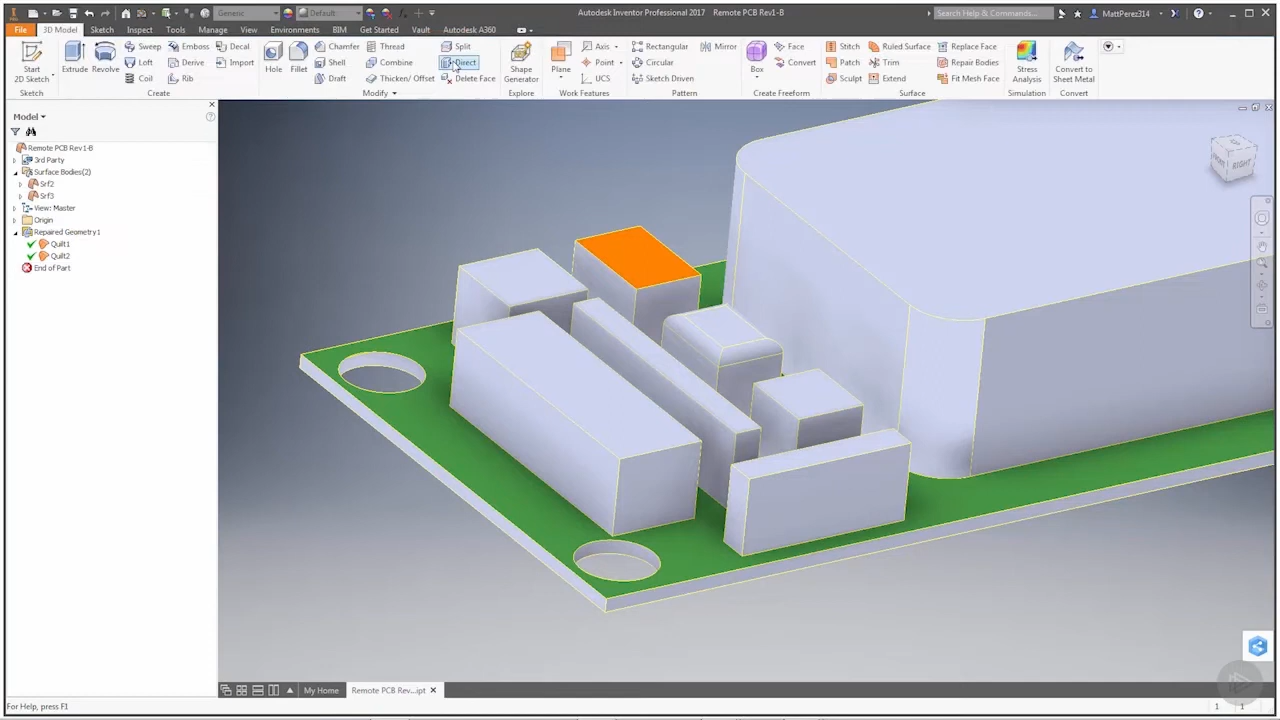 Generic
Default
Autodesk Inventor Professional 2017 Remote PCB Rev1-B
Search Help & Commands...
MattPerez314
File 3D Model Sketch Inspect Tools Manage View Environments BIM Get Started Vault Autodesk A360
Start
2D Sketch
Sketch
Extrude
Revolve
Sweep
Loft
Coil
Emboss
Derive
Rib
Decal
Import
Create
Hole
Fillet
Chamfer
Shell
Draft
Thread
Combine
Thicken/ Offset
Split
Direct
Delete Face
Modify
Shape
Generator
Explore
Plane
Axis
Point
UCS
Work Features
Rectangular
Circular
Sketch Driven
Mirror
Pattern
Box
Face
Convert
Create Freeform
Stitch
Patch
Sculpt
Ruled Surface
Trim
Extend
Replace Face
Repair Bodies
Fit Mesh Face
Surface
Stress
Analysis
Simulation
Convert to
Sheet Metal
Convert
Model
Remote PCB Rev1-B
3rd Party
Surface Bodies(2)
Srf2
Srf3
View: Master
Origin
Repaired Geometry1
Quilt1
Quilt2
End of Part
FRONT
RIGHT
My Home
Remote PCB Rev...ipt
For Help, press F1
1 1